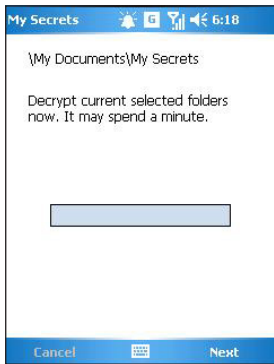 My Secrets G 6:18
\My Documents\My Secrets
Decrypt current selected folders
now. It may spend a minute.
Cancel Next